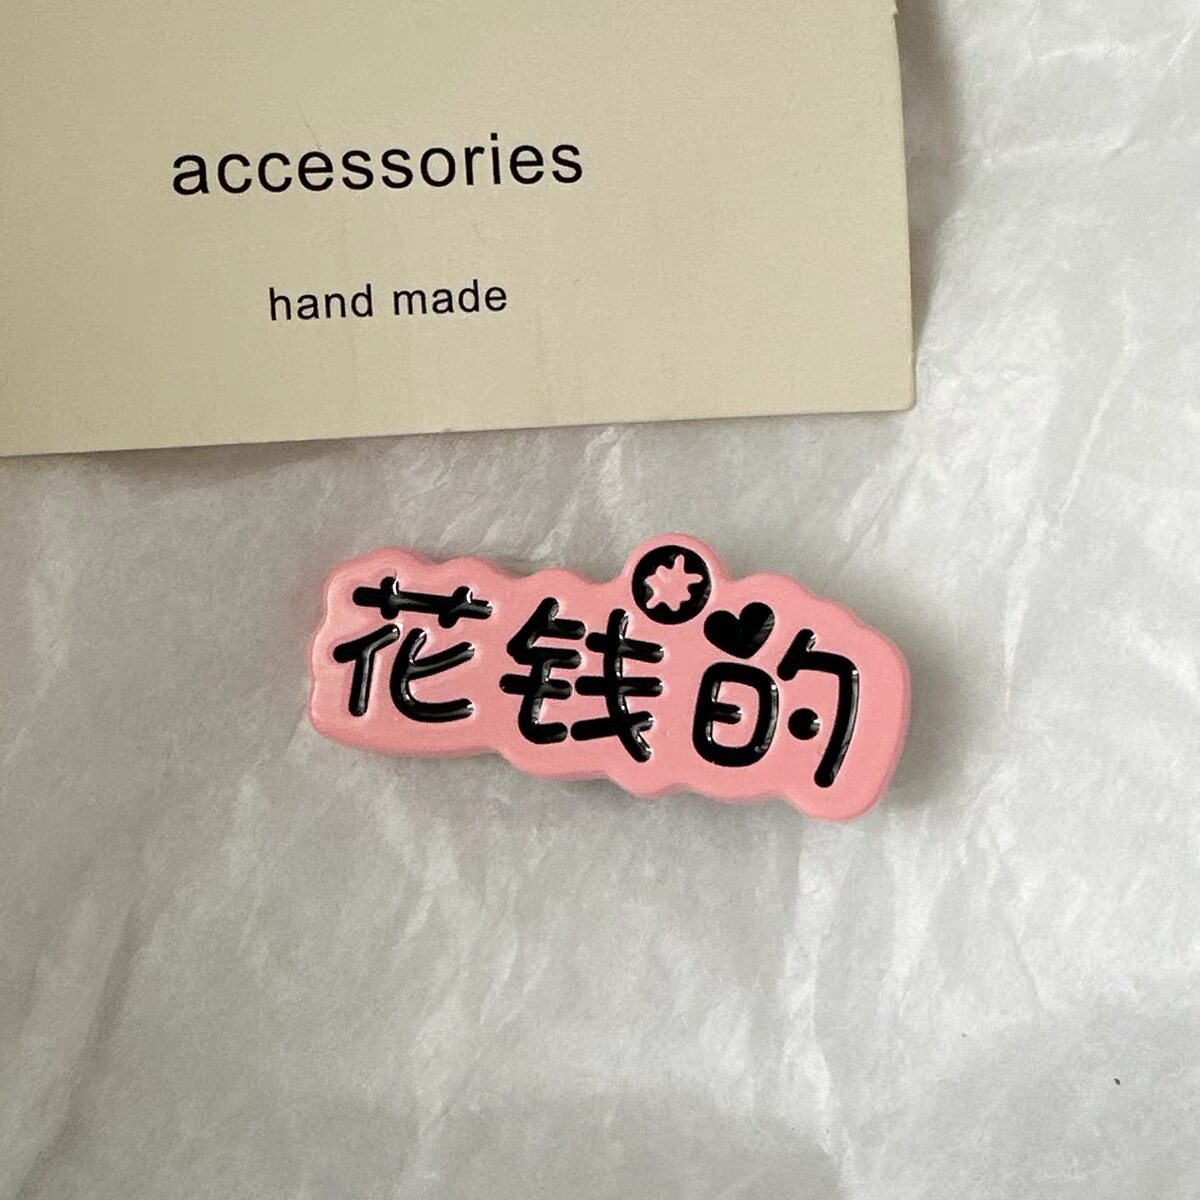 accessories
hand made
花钱的